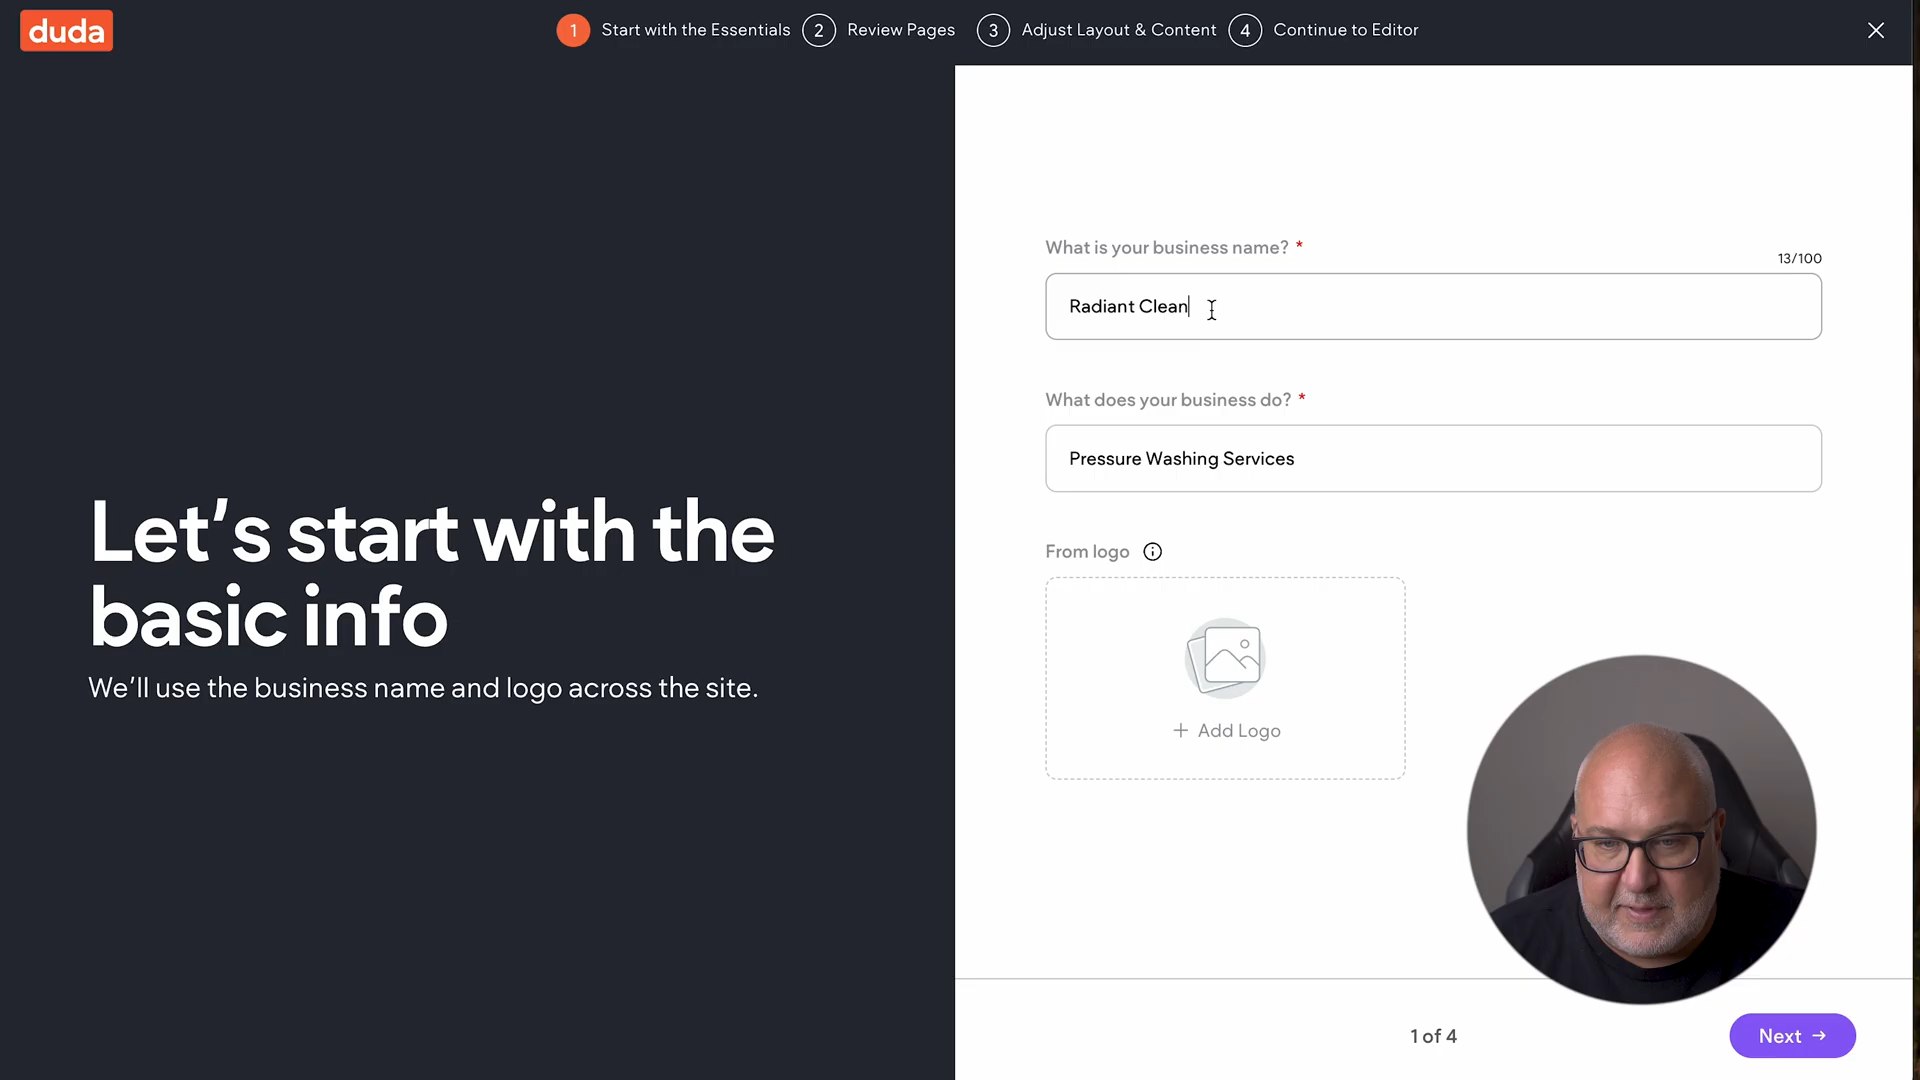 duda
1 Start with the Essentials 2 Review Pages 3 Adjust Layout & Content 4 Continue to Editor
Let's start with the
basic info
We'll use the business name and logo across the site.
What is your business name? *
13/100
Radiant Clean
What does your business do? *
Pressure Washing Services
From logo
+ Add Logo
1 of 4
Next →